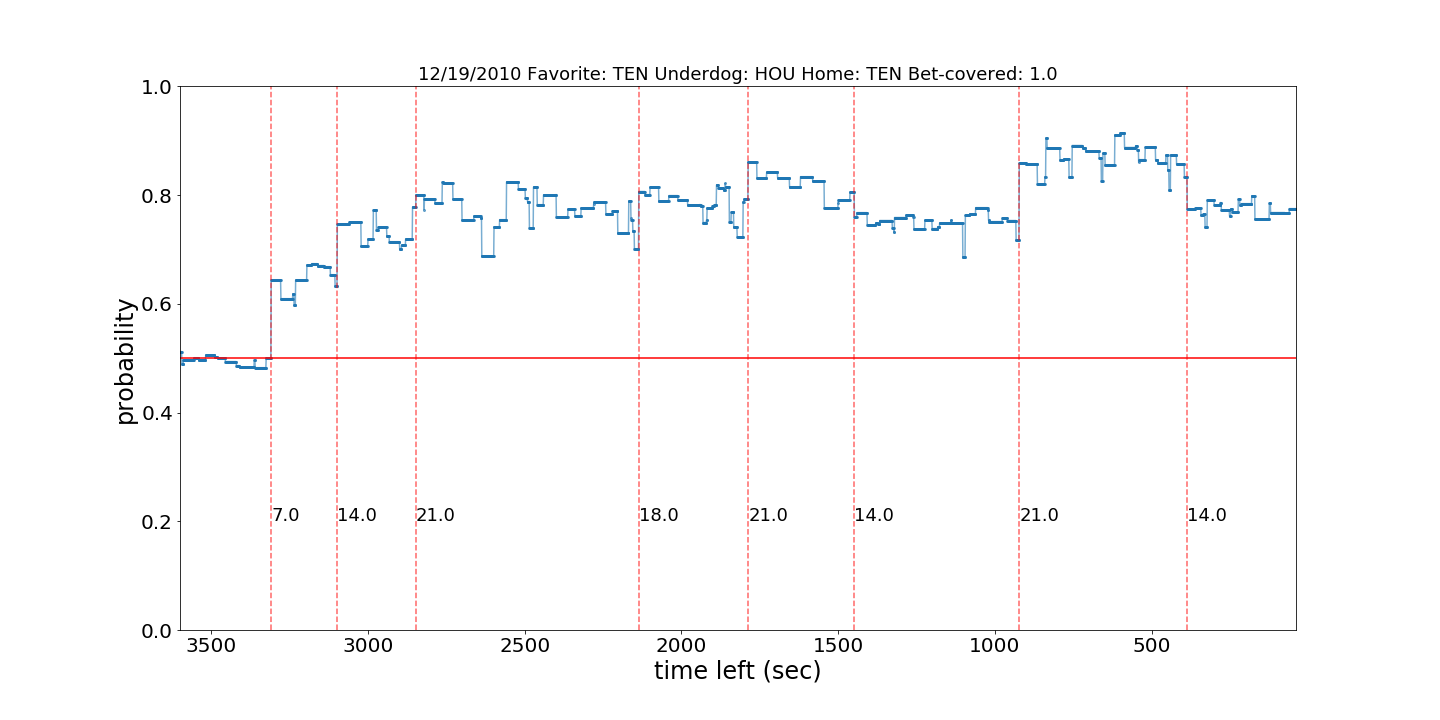 12/19/2010 Favorite: TEN Underdog: HOU Home: TEN Bet-covered: 1.0
1.0
0.8
0.6
0.4
0.2
0.0
probability
7.0 14.0 21.0 18.0 21.0 14.0 21.0 14.0
3500 3000 2500 2000 1500 1000 500
time left (sec)